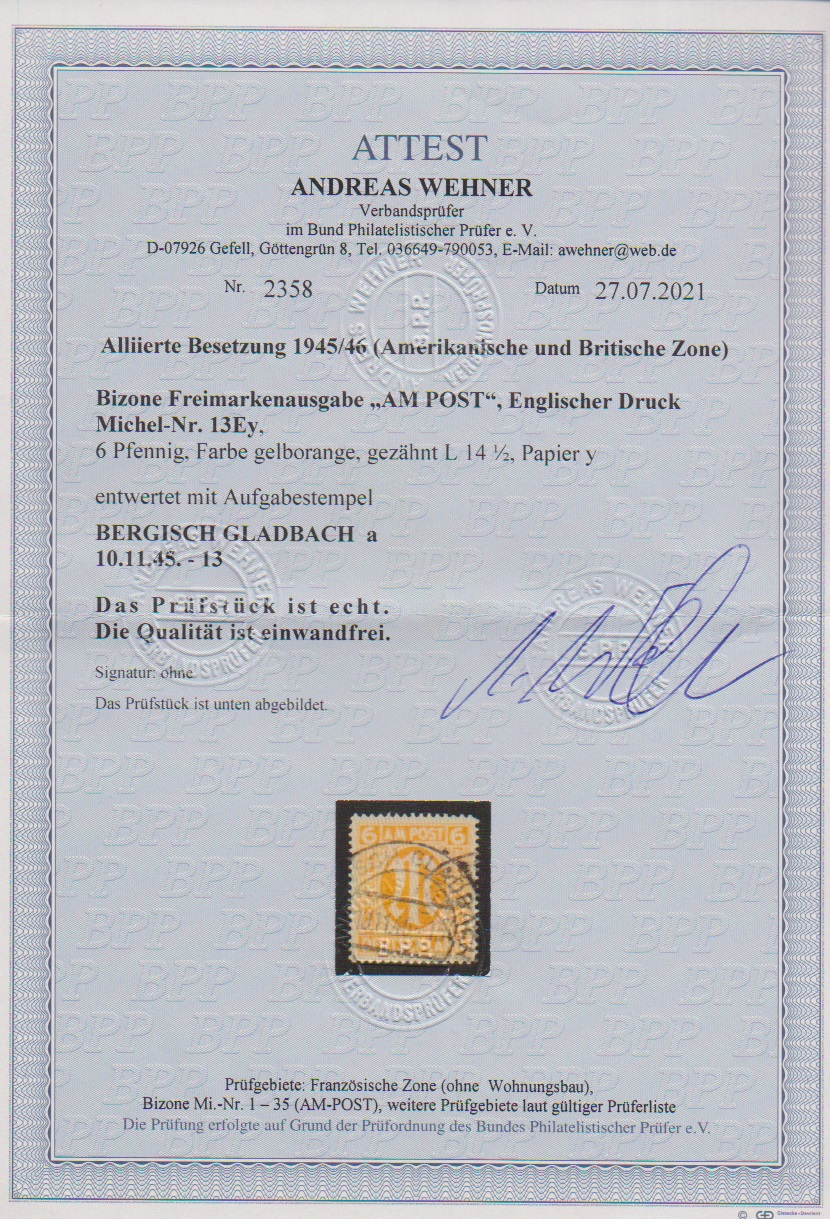 ATTEST
ANDREAS WEHNER
Verbandsprüfer
im Bund Philatelistischer Prüfer e. V.
D-07926 Gefell, Göttengrün 8, Tel. 036649-790053, E-Mail: awehner@web.de
Nr. 2358 Datum 27.07.2021
Alliierte Besetzung 1945/46 (Amerikanische und Britische Zone)
Bizone Freimarkenausgabe „AM POST“, Englischer Druck
Michel-Nr. 13Ey,
6 Pfennig, Farbe gelborange, gezähnt L 14 ½, Papier y
entwertet mit Aufgabestempel
BERGISCH GLADBACH a
10.11.45. - 13
Das Prüfstück ist echt.
Die Qualität ist einwandfrei.
Signatur: ohne
Das Prüfstück ist unten abgebildet.
6 AM POST 6
B.P.P.
VERBANDSPRÜFER
Prüfgebiete: Französische Zone (ohne Wohnungsbau),
Bizone Mi.-Nr. 1 – 35 (AM-POST), weitere Prüfgebiete laut gültiger Prüferliste
Die Prüfung erfolgte auf Grund der Prüfordnung des Bundes Philatelistischer Prüfer e.V.
© Giesecke+Devrient